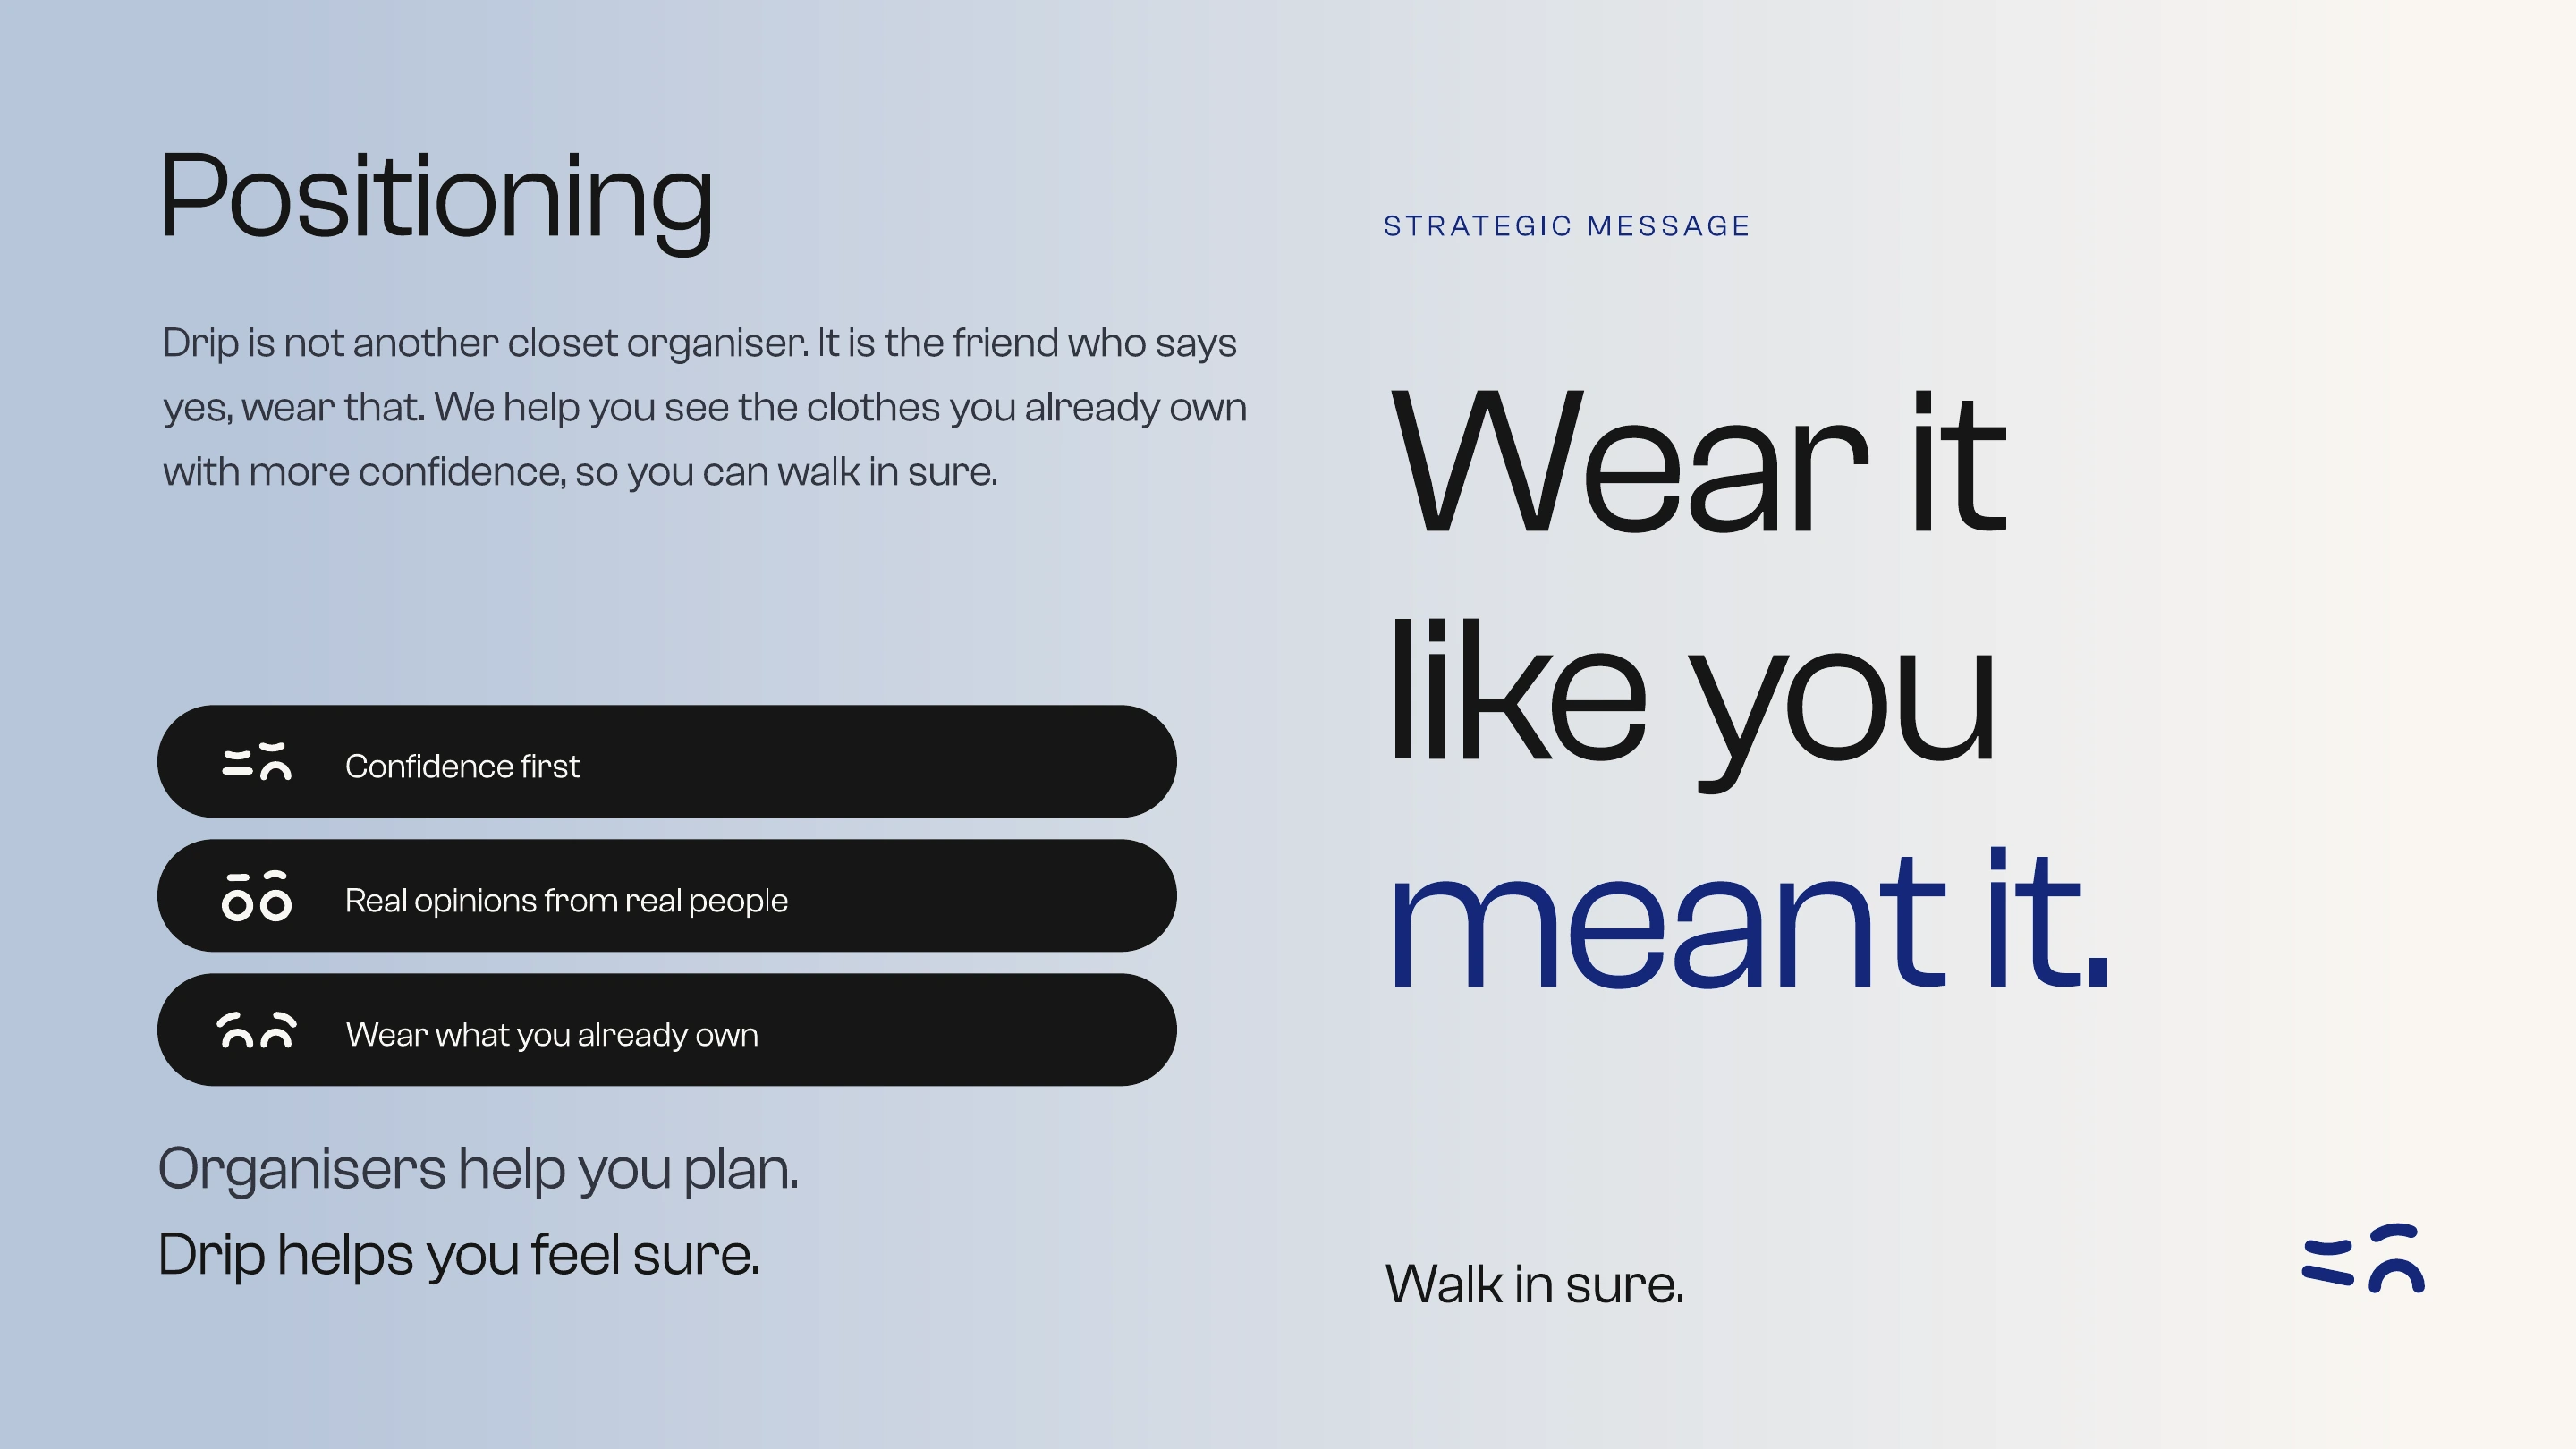 Positioning
Drip is not another closet organiser. It is the friend who says
yes, wear that. We help you see the clothes you already own
with more confidence, so you can walk in sure.
Confidence first
Real opinions from real people
Wear what you already own
Organisers help you plan.
Drip helps you feel sure.
STRATEGIC MESSAGE
Wear it
like you
meant it.
Walk in sure.